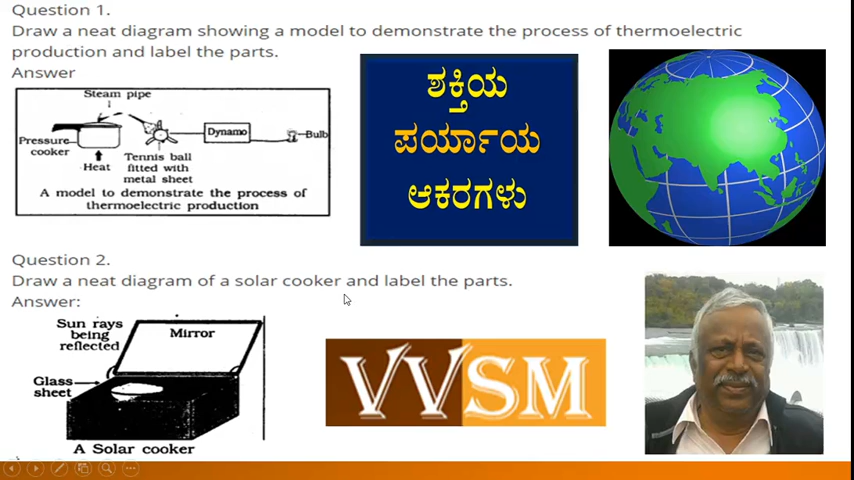 Question 1.
Draw a neat diagram showing a model to demonstrate the process of thermoelectric
production and label the parts.
Answer
Steam pipe
Pressure
cooker
Heat
Tennis ball
fitted with
metal sheet
Dynamo
Bulb
A model to demonstrate the process of
thermoelectric production
ಶಕ್ತಿಯ
ಪರ್ಯಾಯ
ಆಕರಗಳು
Question 2.
Draw a neat diagram of a solar cooker and label the parts.
Answer:
Sun rays
being
reflected
Mirror
Glass
sheet
A Solar cooker
VVSM